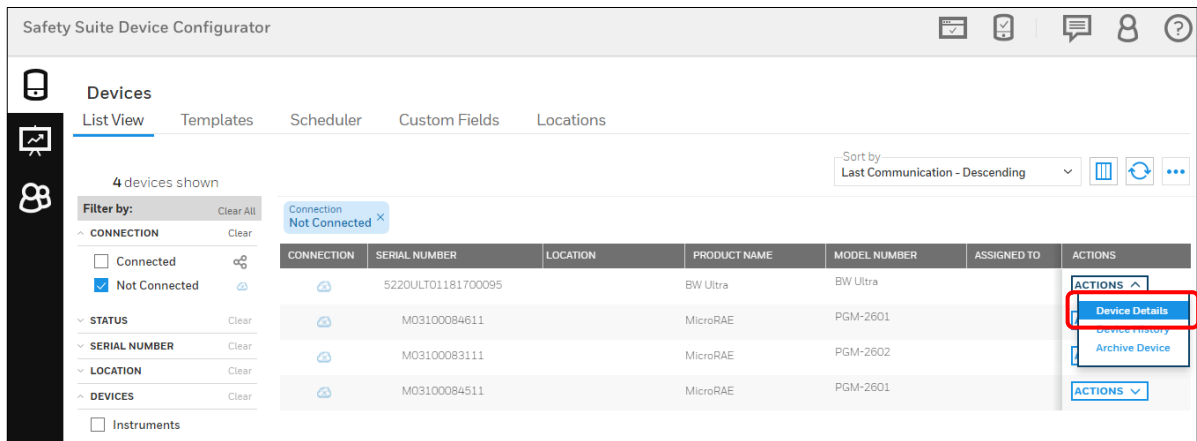 Safety Suite Device Configurator
Devices
List View Templates Scheduler Custom Fields Locations
Sort by
Last Communication - Descending
4 devices shown
Filter by: Clear All
CONNECTION Clear
Connected
Not Connected
STATUS Clear
SERIAL NUMBER Clear
LOCATION Clear
DEVICES Clear
Instruments
Connection
Not Connected ×
CONNECTION SERIAL NUMBER LOCATION PRODUCT NAME MODEL NUMBER ASSIGNED TO ACTIONS
5220ULT01181700095 BW Ultra BW Ultra ACTIONS
M03100084611 MicroRAE PGM-2601
M03100083111 MicroRAE PGM-2602
M03100084511 MicroRAE PGM-2601 ACTIONS
Device Details
Device History
Archive Device